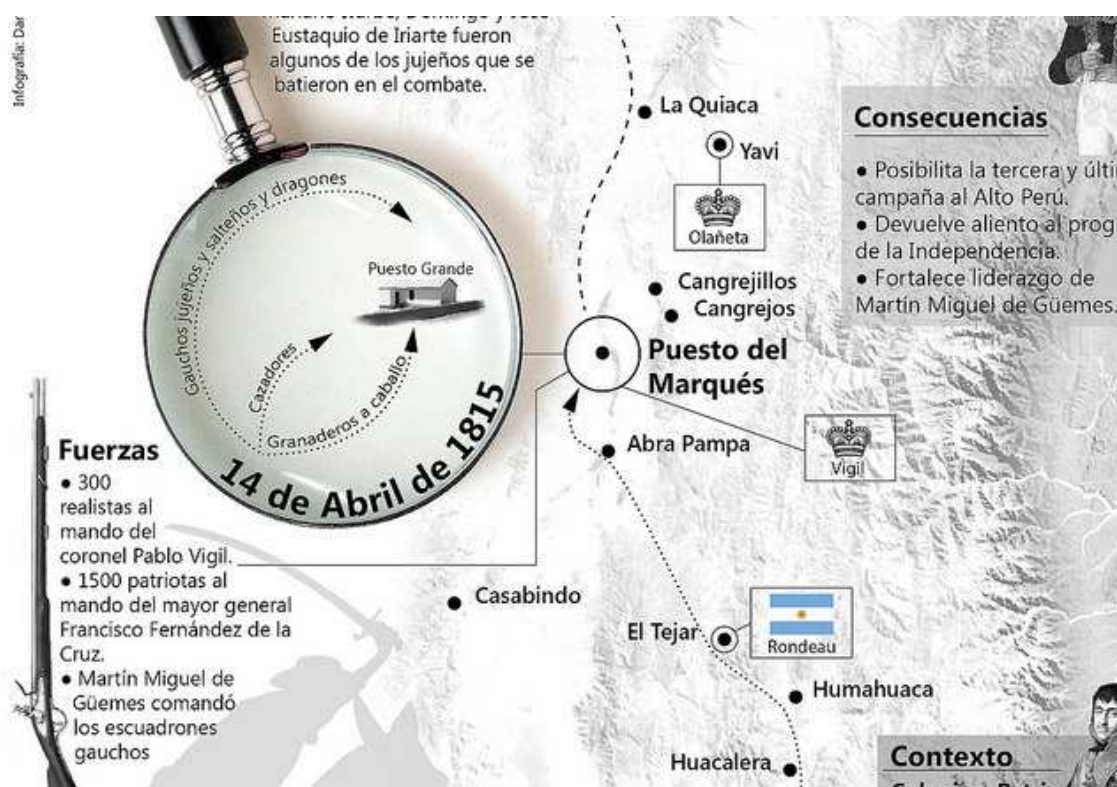 Infografía: Dar
Eustaquio de Iriarte fueron
algunos de los jujeños que se
batieron en el combate.
La Quiaca
Yavi
Olañeta
Cangrejillos
Cangrejos
Puesto del
Marqués
Abra Pampa
Vigil
Casabindo
El Tejar
Rondeau
Humahuaca
Huacalera
Gauchos jujeños y salteños y dragones
Puesto Grande
Cazadores
Granaderos a caballo
14 de Abril de 1815
Fuerzas
• 300
realistas al
mando del
coronel Pablo Vigil.
• 1500 patriotas al
mando del mayor general
Francisco Fernández de la
Cruz.
• Martín Miguel de
Güemes comandó
los escuadrones
gauchos
Consecuencias
• Posibilita la tercera y últi
campaña al Alto Perú.
• Devuelve aliento al prog
de la Independencia.
• Fortalece liderazgo de
Martín Miguel de Güemes.
Contexto